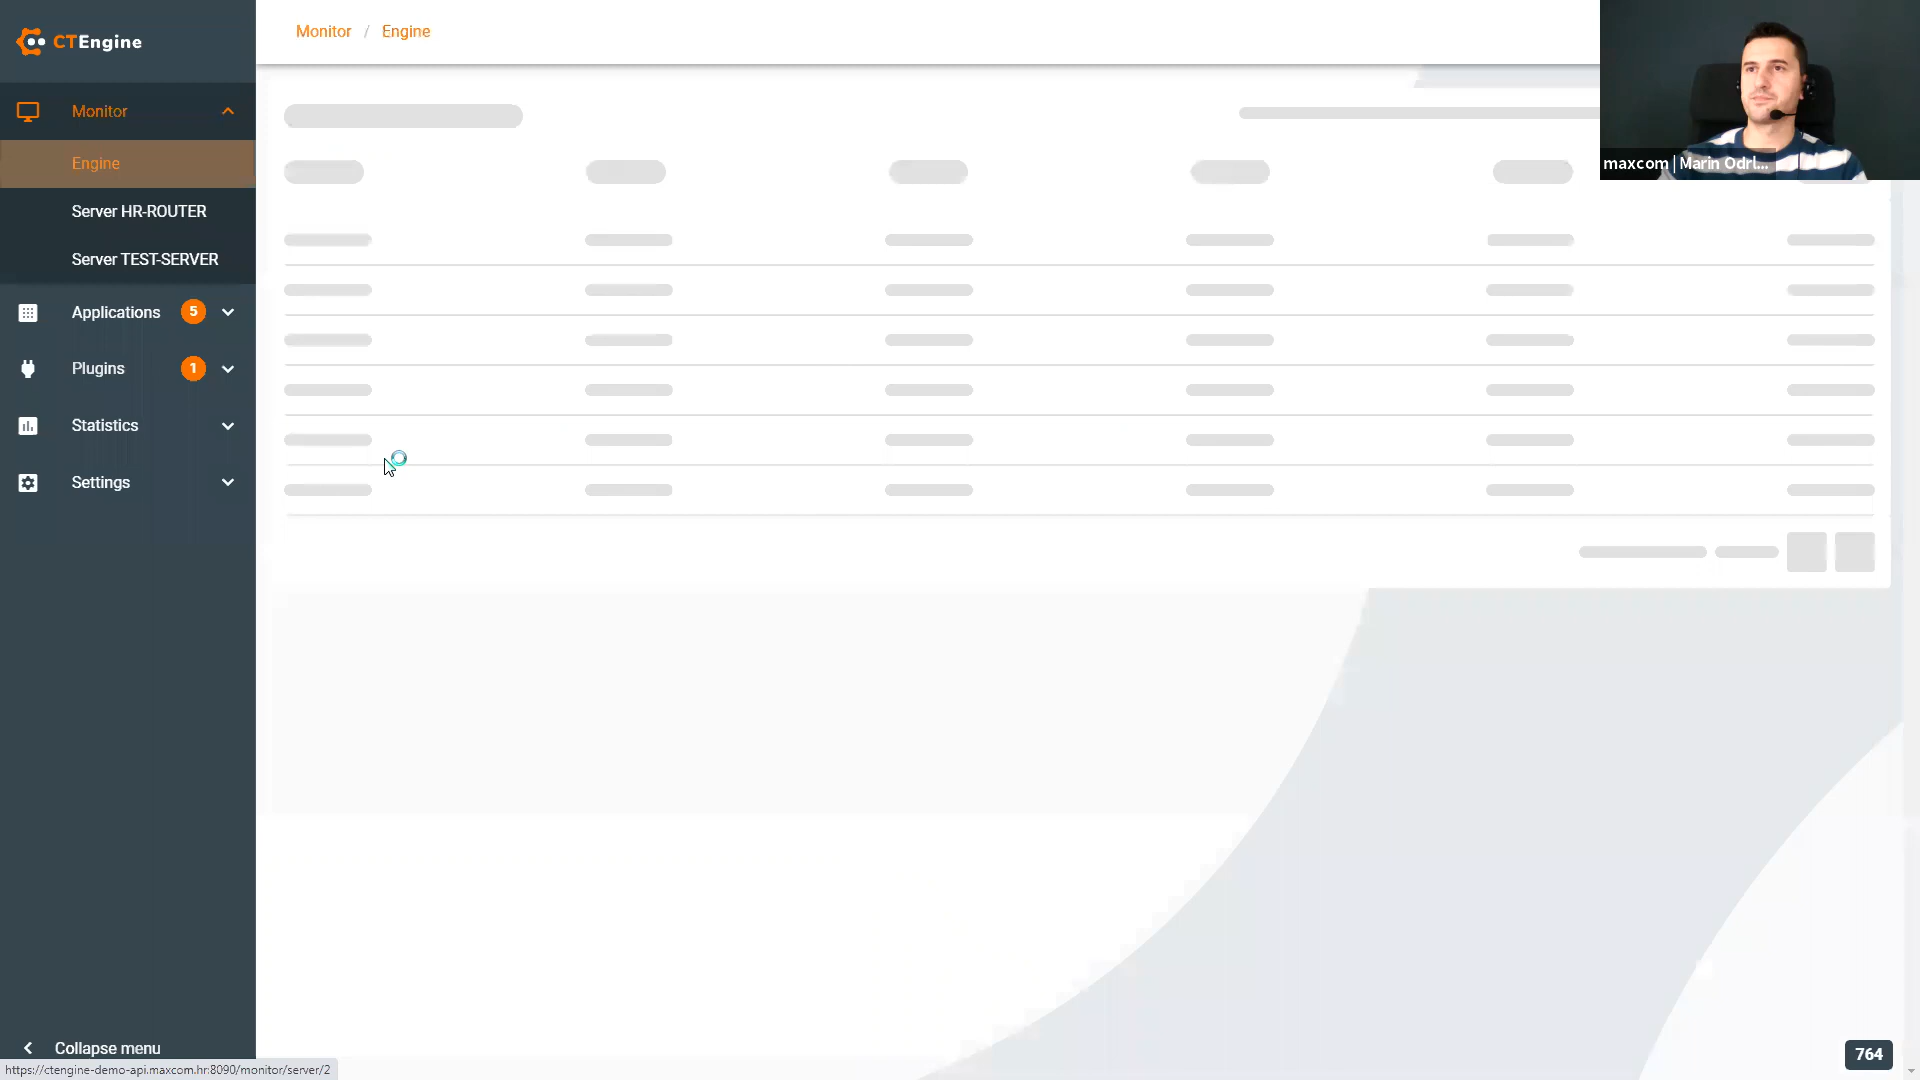 CTEngine
Monitor / Engine
maxcom | Marin Odrl...
Monitor
Engine
Server HR-ROUTER
Server TEST-SERVER
Applications 5
Plugins 1
Statistics
Settings
Collapse menu
764
https://ctengine-demo-api.maxcom.hr:8090/monitor/server/2